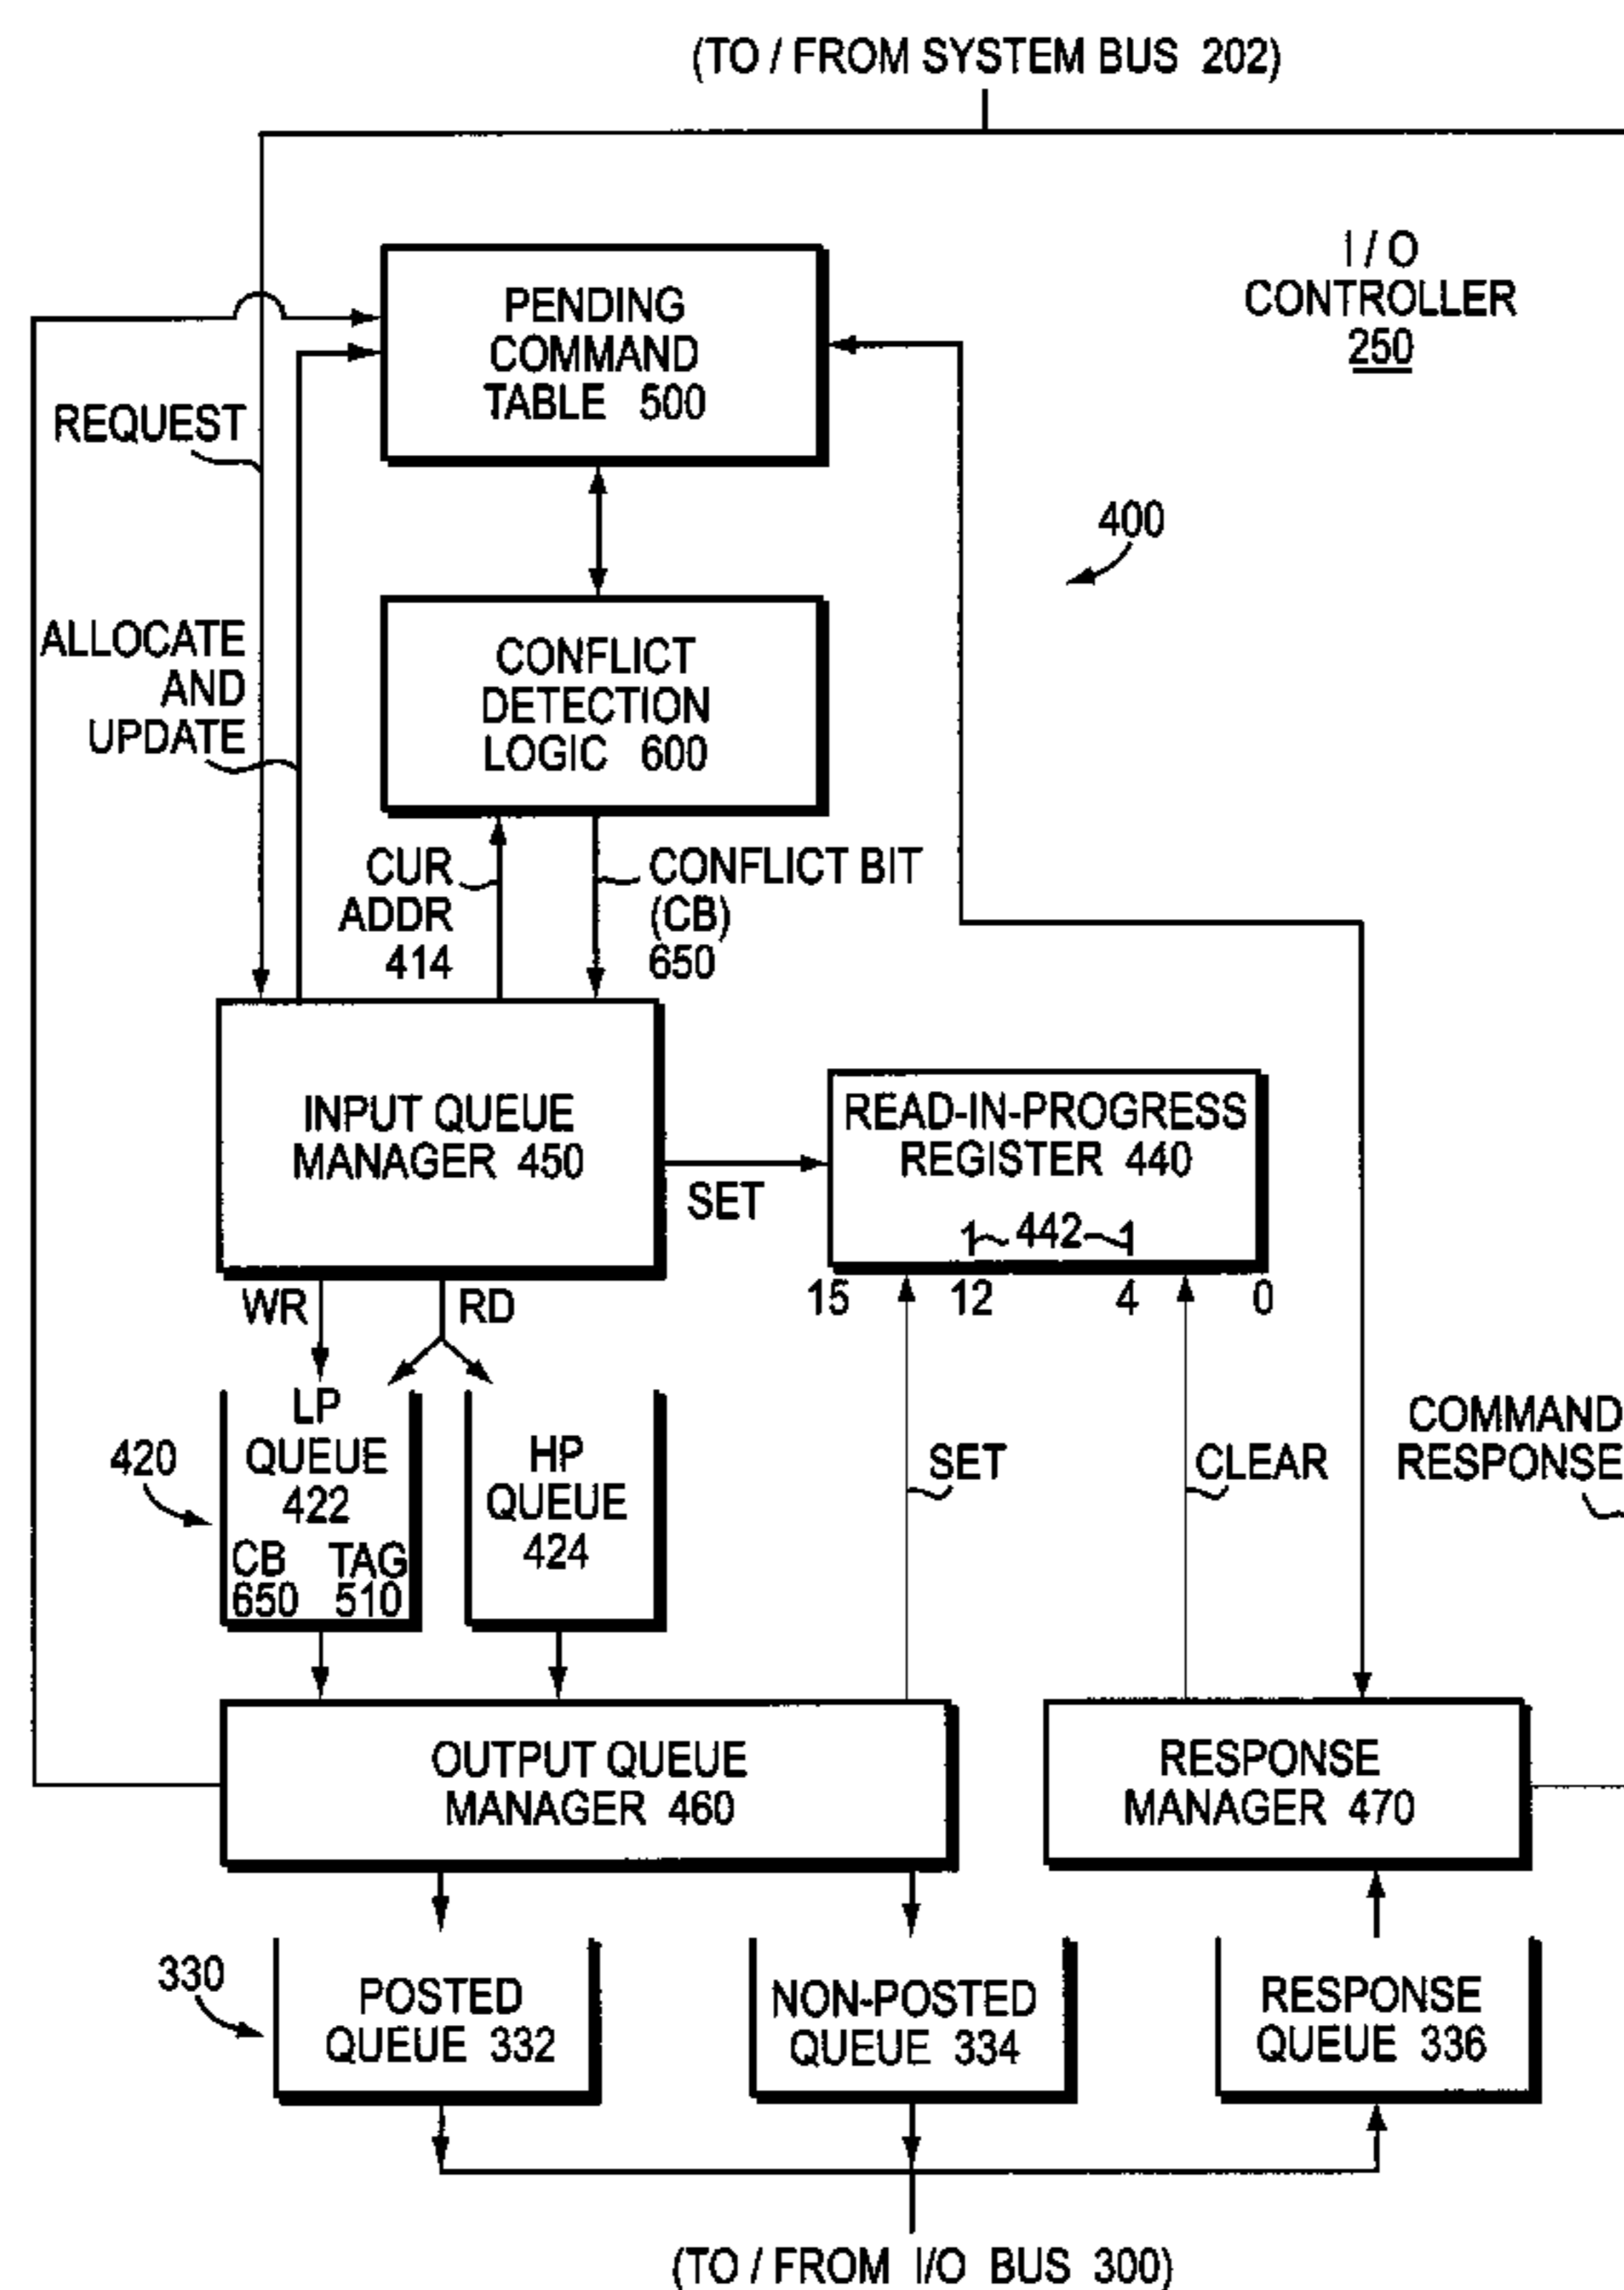 (TO / FROM SYSTEM BUS 202)
I / O
CONTROLLER
250
PENDING
COMMAND
TABLE 500
REQUEST
400
ALLOCATE
AND
UPDATE
CONFLICT
DETECTION
LOGIC 600
CUR
ADDR
414
CONFLICT BIT
(CB)
650
INPUT QUEUE
MANAGER 450
SET
READ-IN-PROGRESS
REGISTER 440
1 442 1
15 12 4 0
WR RD
LP
QUEUE
422
CB TAG
650 510
420
HP
QUEUE
424
SET
CLEAR
COMMAND
RESPONSE
OUTPUT QUEUE
MANAGER 460
RESPONSE
MANAGER 470
330
POSTED
QUEUE 332
NON-POSTED
QUEUE 334
RESPONSE
QUEUE 336
(TO / FROM I/O BUS 300)